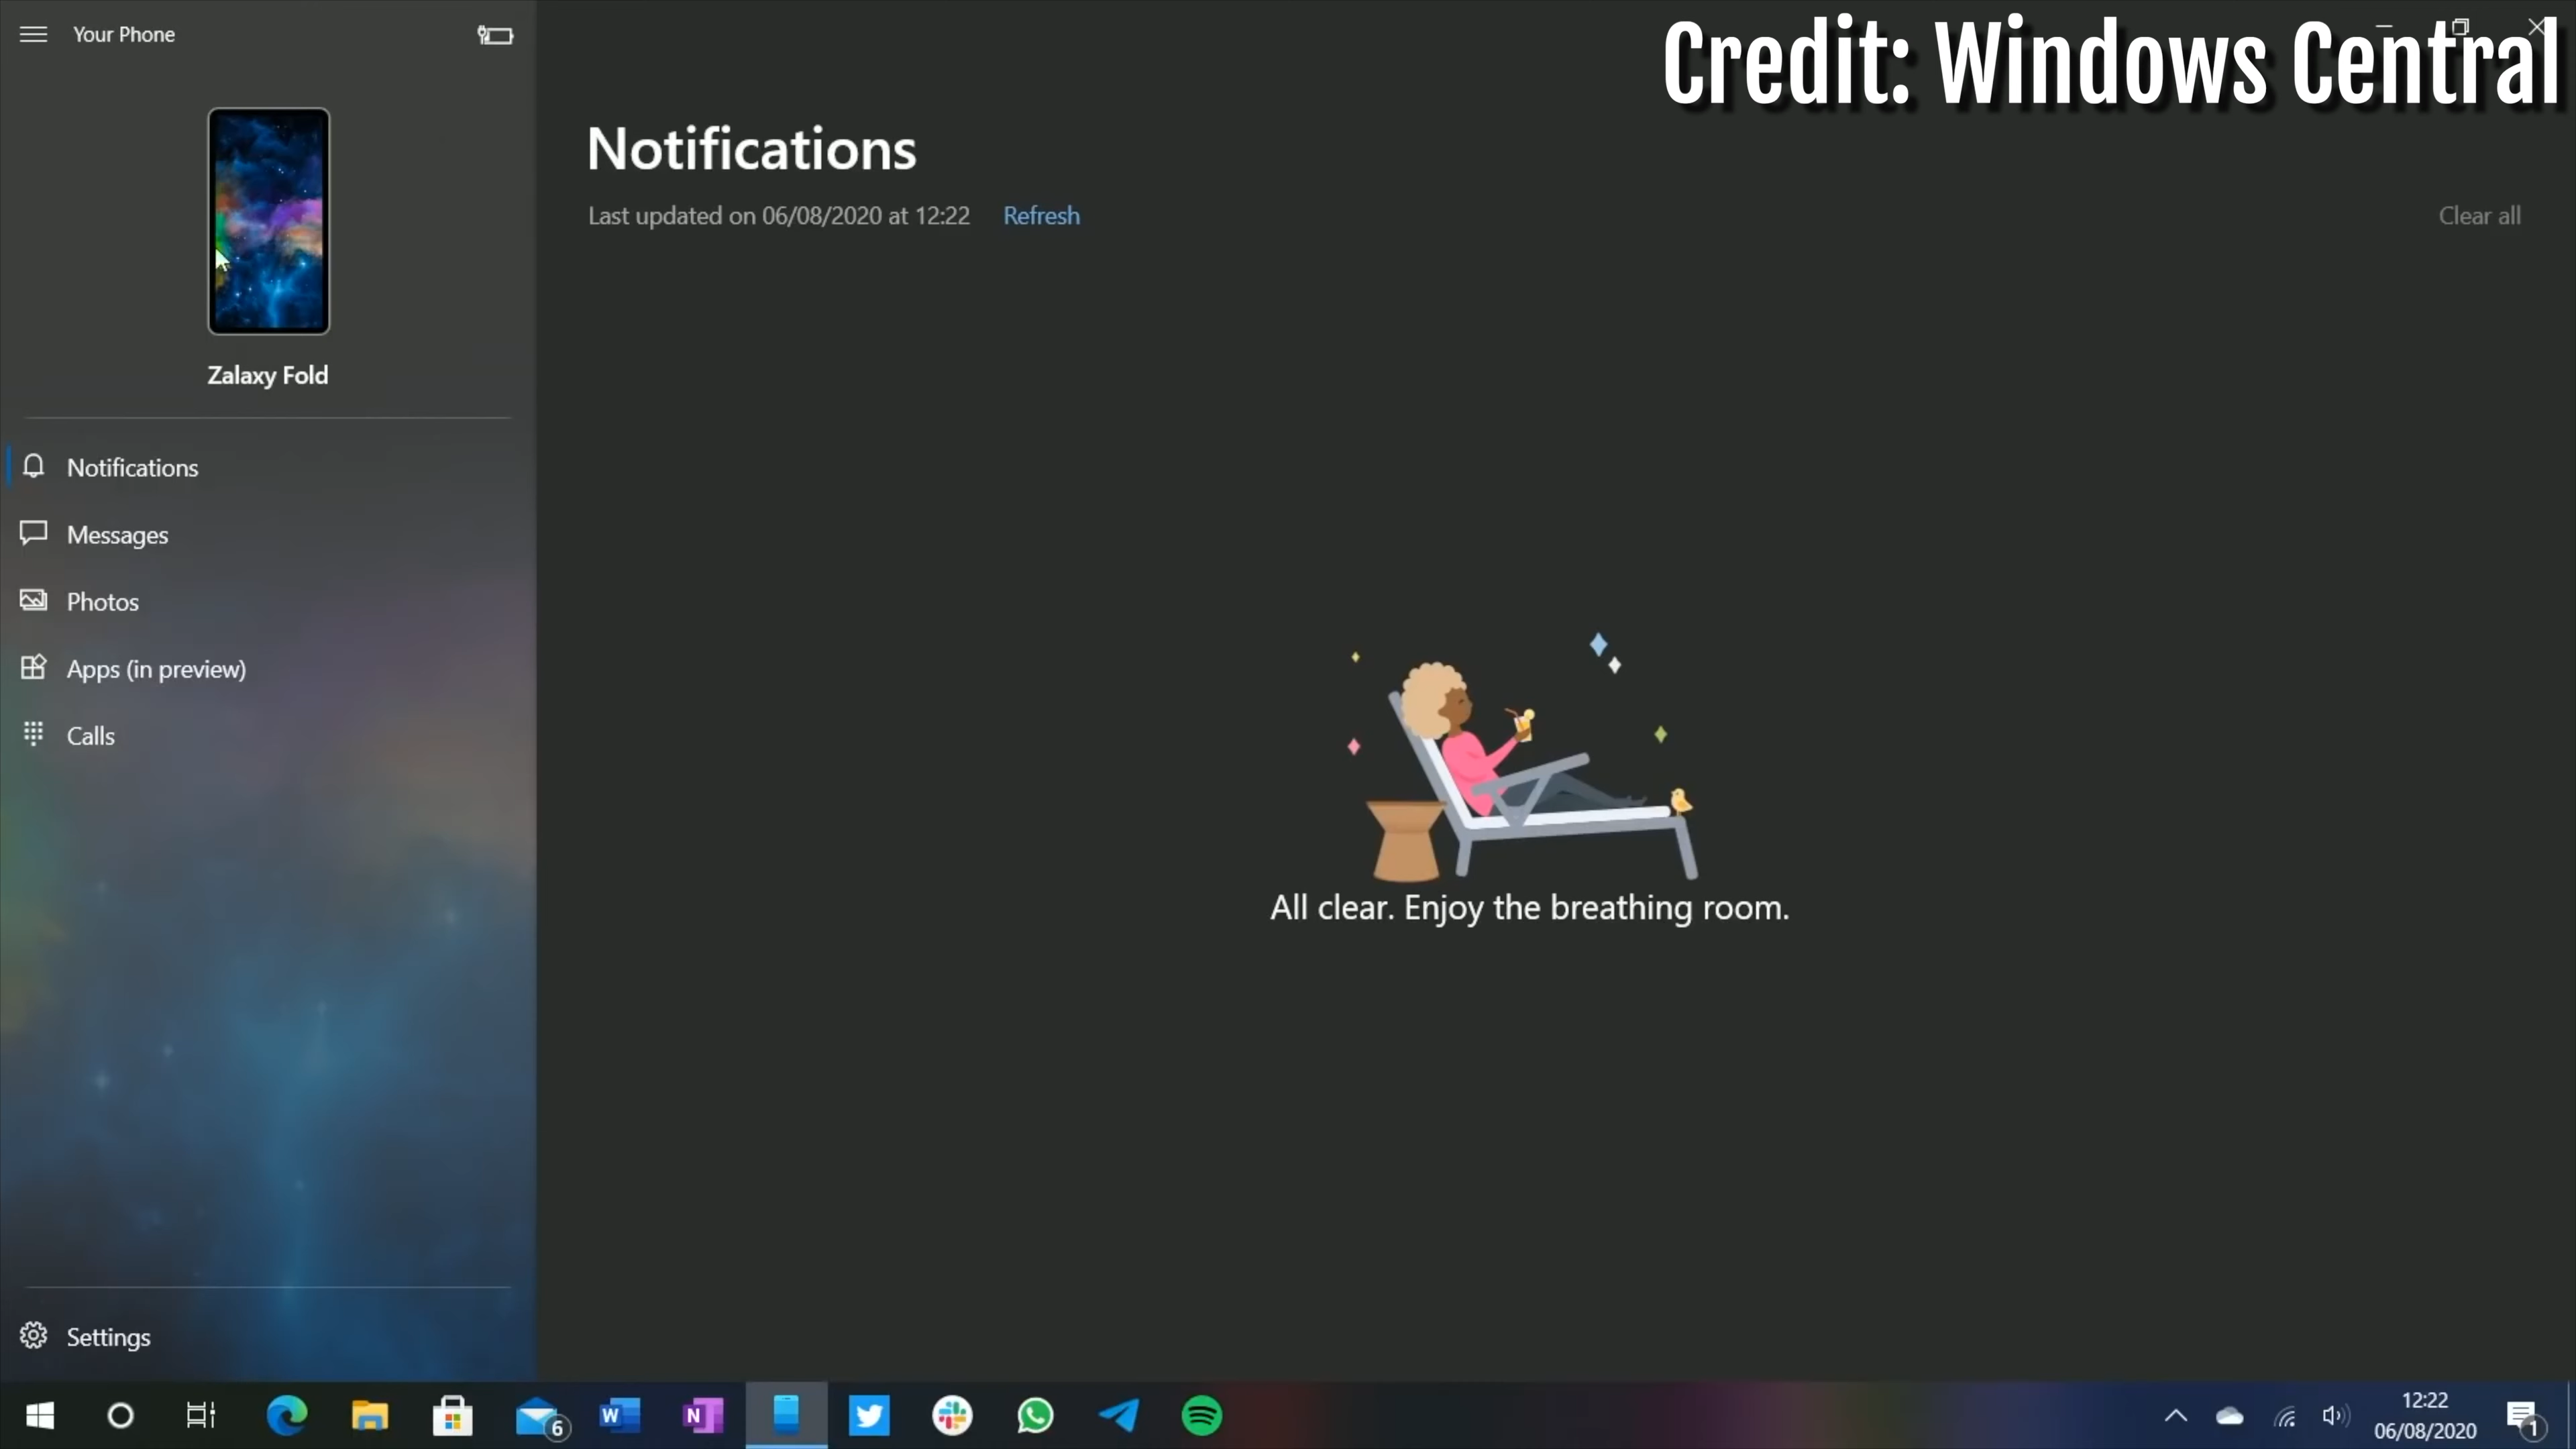 Your Phone
Credit: Windows Central
Notifications
Last updated on 06/08/2020 at 12:22 Refresh
Clear all
Zalaxy Fold
Notifications
Messages
Photos
Apps (in preview)
Calls
All clear. Enjoy the breathing room.
Settings
6
W
N
12:22
06/08/2020
1